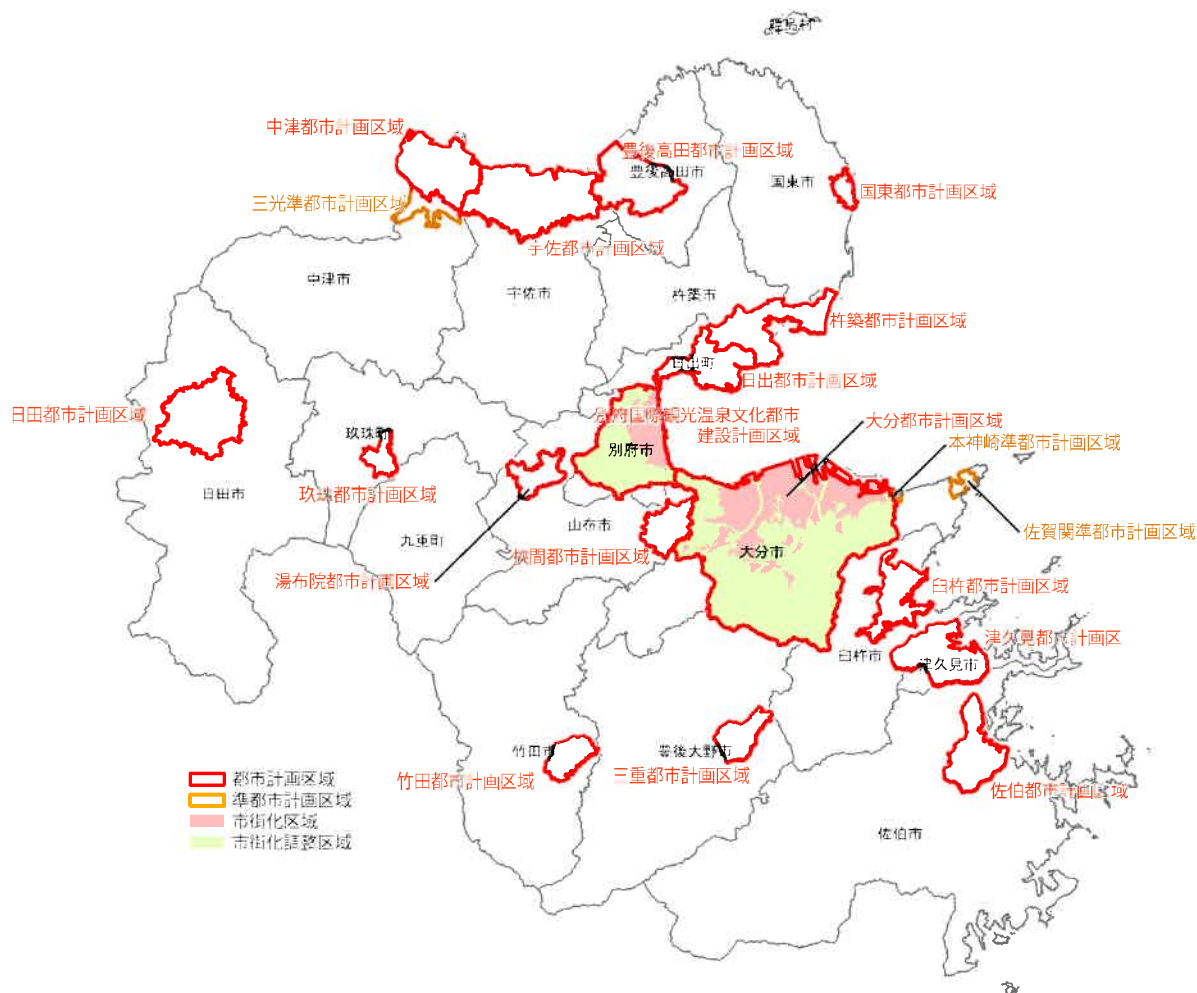 姫島村
中津都市計画区域
豊後高田都市計画区域
豊後高田市
国東市
国東都市計画区域
三光準都市計画区域
宇佐都市計画区域
中津市
宇佐市
杵築市
杵築都市計画区域
日出町
日出都市計画区域
日田都市計画区域
別府国際観光温泉文化都市
建設計画区域
大分都市計画区域
玖珠町
別府市
本神崎準都市計画区域
玖珠都市計画区域
日田市
由布市
佐賀関準都市計画区域
九重町
挾間都市計画区域
大分市
湯布院都市計画区域
臼杵都市計画区域
津久見都市計画区
臼杵市
津久見市
竹田市
豊後大野市
竹田都市計画区域
三重都市計画区域
佐伯都市計画区域
佐伯市
都市計画区域
準都市計画区域
市街化区域
市街化調整区域